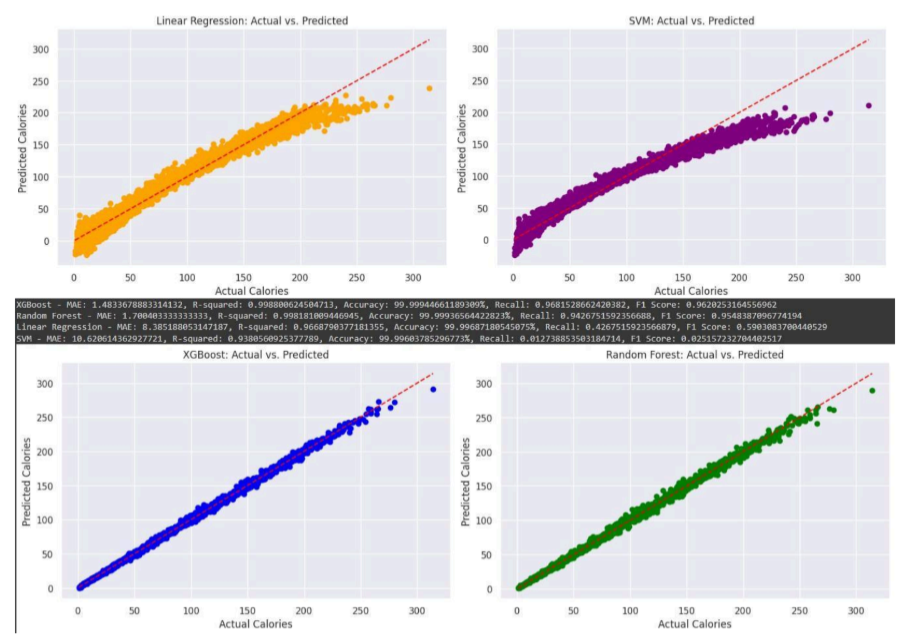 Linear Regression: Actual vs. Predicted
300
250
200
150
100
50
0
Predicted Calories
0 50 100 150 200 250 300
Actual Calories
SVM: Actual vs. Predicted
300
250
200
150
100
50
0
Predicted Calories
0 50 100 150 200 250 300
Actual Calories
XGBoost - MAE: 1.4833678883314132, R-squared: 0.998800624504713, Accuracy: 99.99944661189309%, Recall: 0.9681528662420382, F1 Score: 0.9620253164556962
Random Forest - MAE: 1.700403333333333, R-squared: 0.998181009446945, Accuracy: 99.99936564422823%, Recall: 0.9426751592356688, F1 Score: 0.9548387096774194
Linear Regression - MAE: 8.385188053147187, R-squared: 0.9668790377181355, Accuracy: 99.99687180545075%, Recall: 0.4267515923566879, F1 Score: 0.5903083700440529
SVM - MAE: 10.620614362927721, R-squared: 0.9380560925377789, Accuracy: 99.99603785296773%, Recall: 0.012738853503184714, F1 Score: 0.025157232704402517
XGBoost: Actual vs. Predicted
300
250
200
150
100
50
0
Predicted Calories
0 50 100 150 200 250 300
Actual Calories
Random Forest: Actual vs. Predicted
300
250
200
150
100
50
0
Predicted Calories
0 50 100 150 200 250 300
Actual Calories